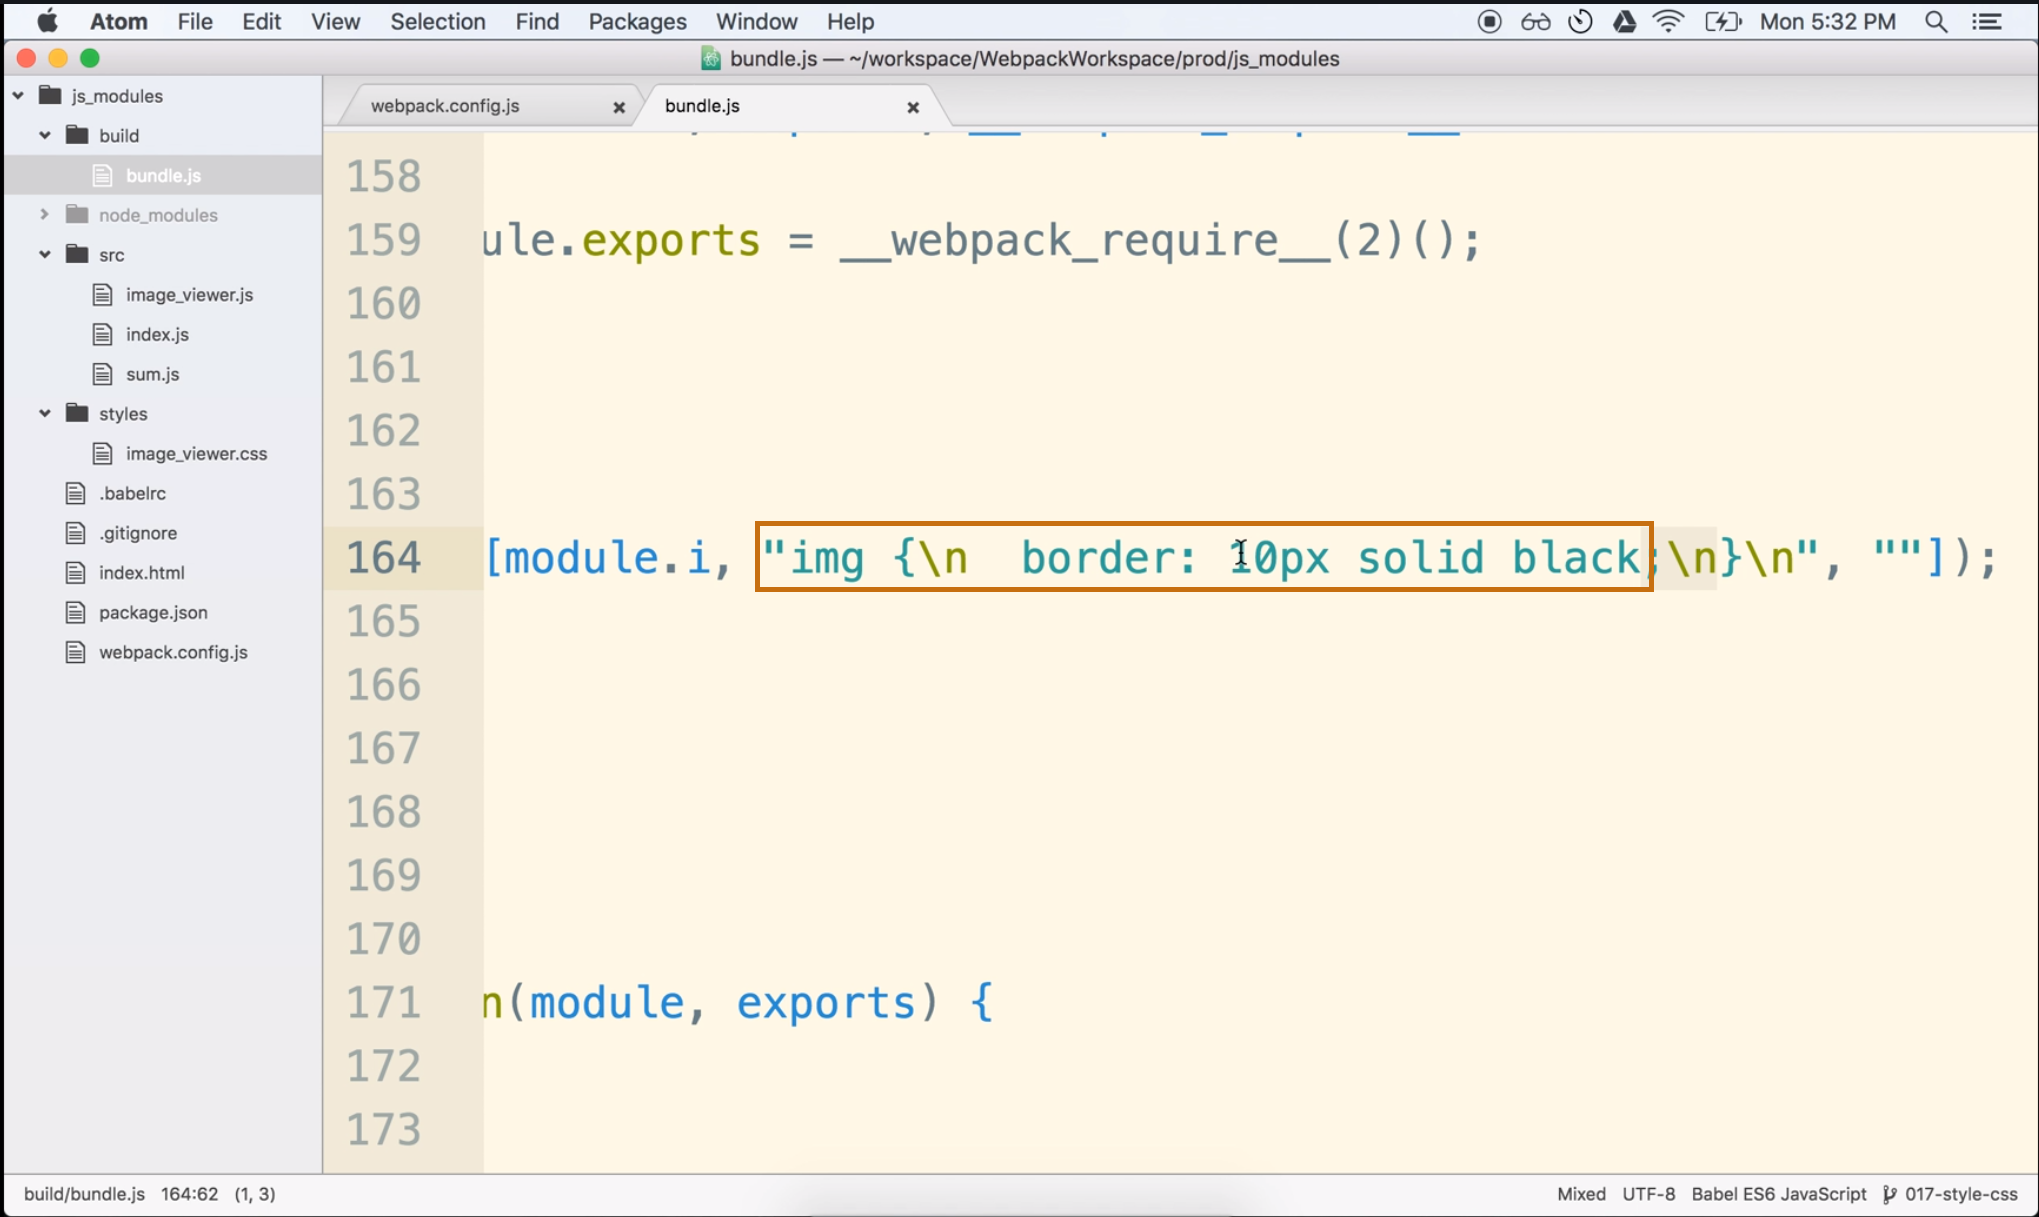 Atom File Edit View Selection Find Packages Window Help Mon 5:32 PM
bundle.js — ~/workspace/WebpackWorkspace/prod/js_modules
js_modules
build
bundle.js
node_modules
src
image_viewer.js
index.js
sum.js
styles
image_viewer.css
.babelrc
.gitignore
index.html
package.json
webpack.config.js
webpack.config.js bundle.js
158
159 ule.exports = __webpack_require__(2)();
160
161
162
163
164 [module.i, "img {\n  border: 10px solid black;\n}\n", ""]);
165
166
167
168
169
170
171 n(module, exports) {
172
173
build/bundle.js 164:62 (1, 3) Mixed UTF-8 Babel ES6 JavaScript 017-style-css